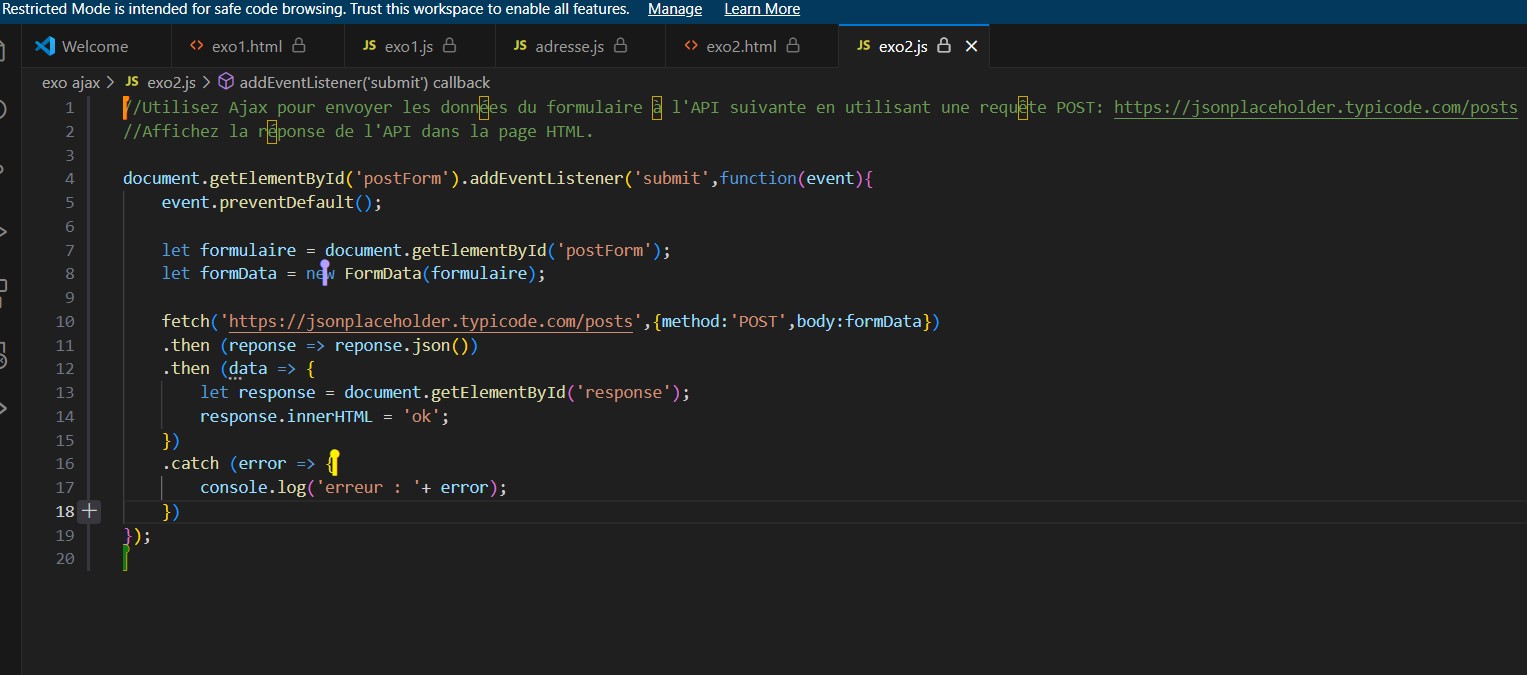 Restricted Mode is intended for safe code browsing. Trust this workspace to enable all features. Manage Learn More
Welcome exo1.html JS exo1.js JS adresse.js exo2.html JS exo2.js
exo ajax > JS exo2.js > addEventListener('submit') callback
1 //Utilisez Ajax pour envoyer les données du formulaire à l'API suivante en utilisant une requête POST: https://jsonplaceholder.typicode.com/posts
2 //Affichez la réponse de l'API dans la page HTML.
3
4 document.getElementById('postForm').addEventListener('submit',function(event){
5 event.preventDefault();
6
7 let formulaire = document.getElementById('postForm');
8 let formData = new FormData(formulaire);
9
10 fetch('https://jsonplaceholder.typicode.com/posts',{method:'POST',body:formData})
11 .then (reponse => reponse.json())
12 .then (data => {
13 let response = document.getElementById('response');
14 response.innerHTML = 'ok';
15 })
16 .catch (error => {
17 console.log('erreur : '+ error);
18 })
19 });
20